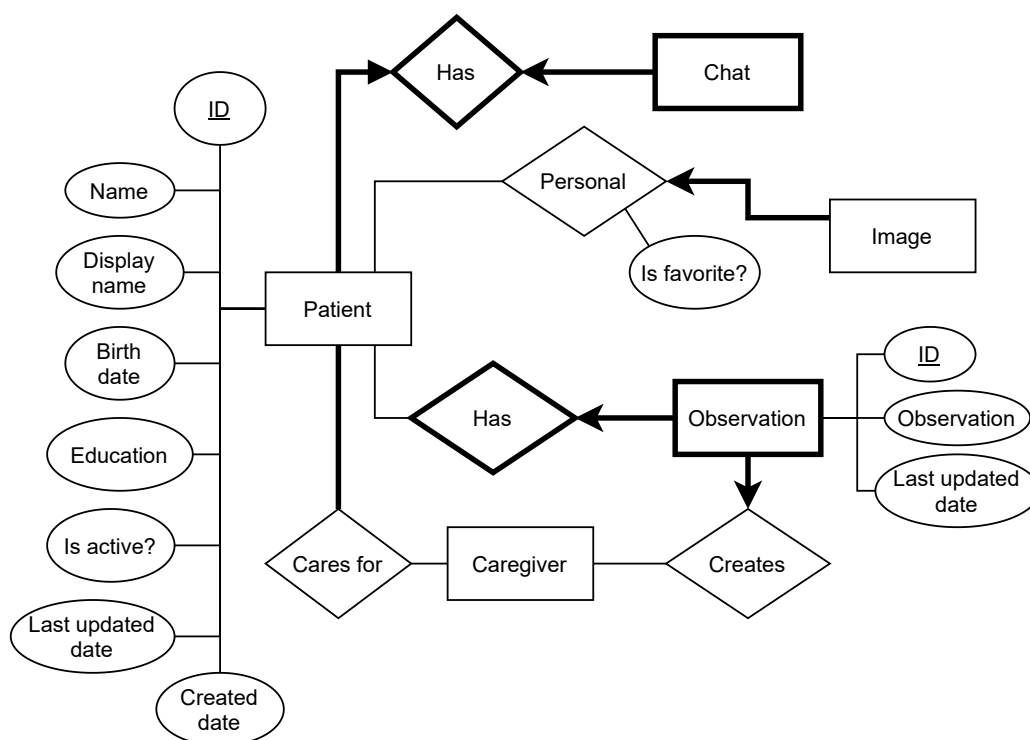 Has
Chat
ID
Name
Personal
Image
Display
name
Is favorite?
Patient
Birth
date
ID
Has
Observation
Observation
Education
Last updated
date
Is active?
Cares for
Caregiver
Creates
Last updated
date
Created
date